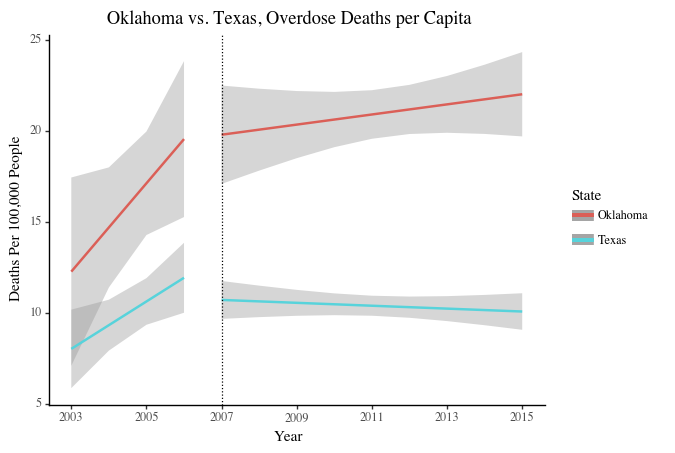 Oklahoma vs. Texas, Overdose Deaths per Capita
25
20
15
10
5
Deaths Per 100,000 People
2003 2005 2007 2009 2011 2013 2015
Year
State
Oklahoma
Texas